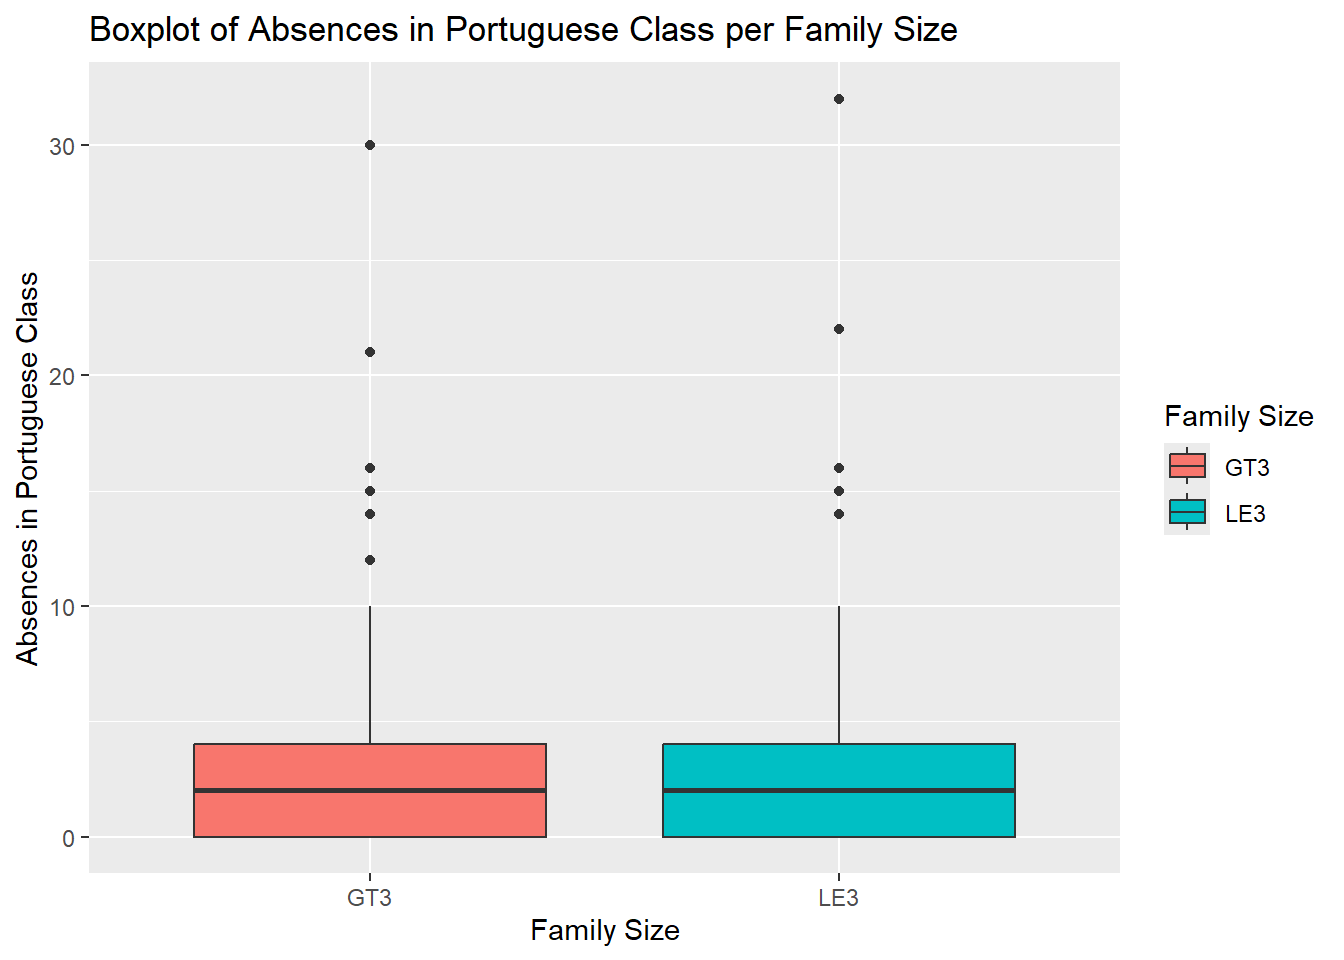 Boxplot of Absences in Portuguese Class per Family Size
Absences in Portuguese Class
30
20
10
0
GT3
LE3
Family Size
Family Size
GT3
LE3